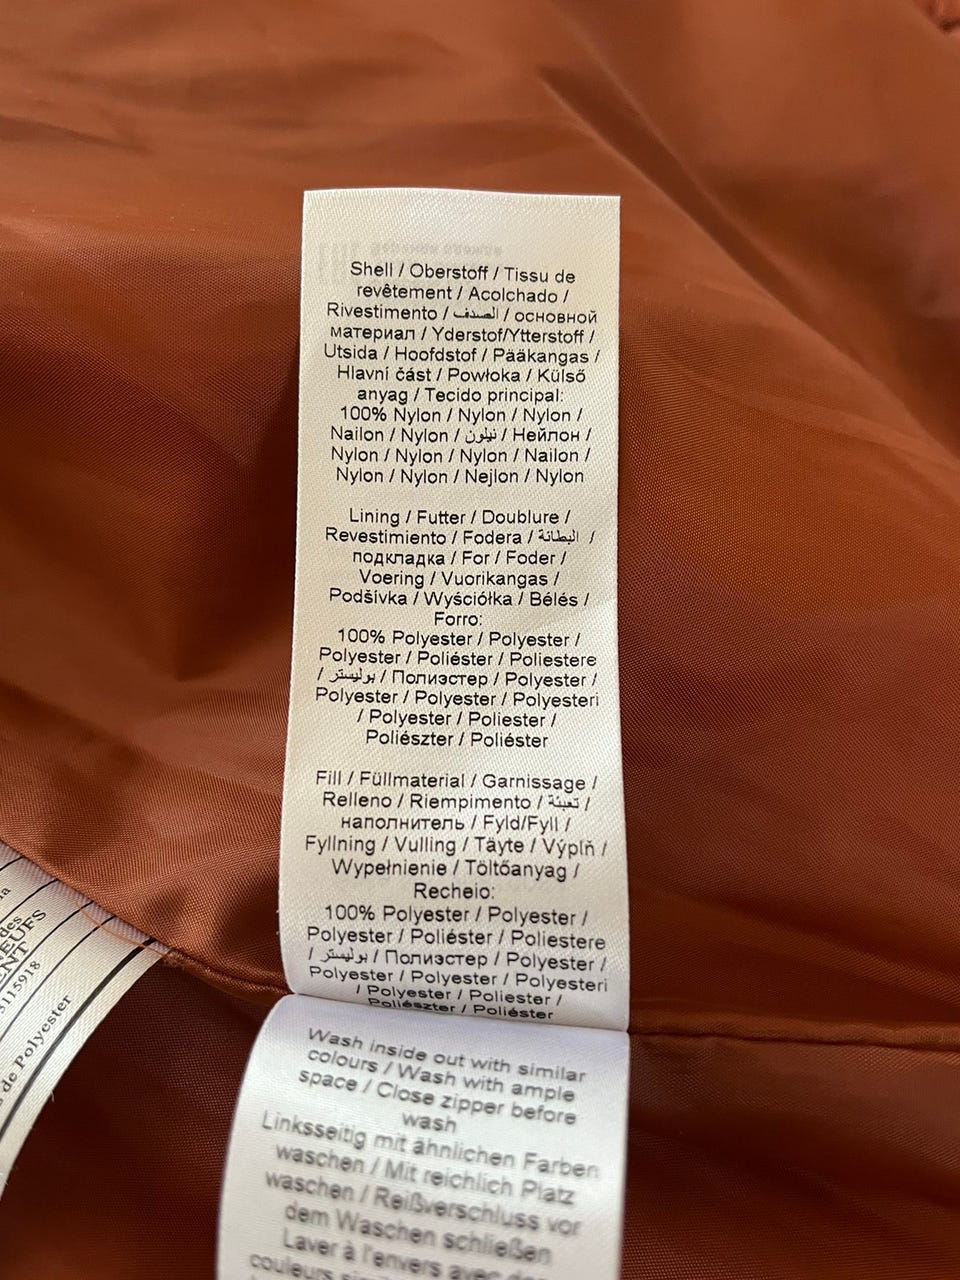 Shell / Oberstoff / Tissu de
revêtement / Acolchado /
Rivestimento / الصدف / основной
материал / Yderstof/Ytterstoff /
Utsida / Hoofdstof / Pääkangas /
Hlavní část / Powłoka / Külső
anyag / Tecido principal:
100% Nylon / Nylon / Nylon /
Nailon / Nylon / نيلون / Нейлон /
Nylon / Nylon / Nylon / Nailon /
Nylon / Nylon / Nejlon / Nylon
Lining / Futter / Doublure /
Revestimiento / Fodera / البطانة /
подкладка / For / Foder /
Voering / Vuorikangas /
Podšívka / Wyściółka / Bélés /
Forro:
100% Polyester / Polyester /
Polyester / Poliéster / Poliestere
/ بوليستر / Полиэстер / Polyester /
Polyester / Polyester / Polyesteri
/ Polyester / Poliester /
Poliészter / Poliéster
Fill / Füllmaterial / Garnissage /
Relleno / Riempimento / تعبئة /
наполнитель / Fyld/Fyll /
Fyllning / Vulling / Täyte / Výplň /
Wypełnienie / Töltőanyag /
Recheio:
100% Polyester / Polyester /
Polyester / Poliéster / Poliestere
/ بوليستر / Полиэстер / Polyester /
Polyester / Polyester / Polyesteri
/ Polyester / Poliester /
Poliészter / Poliéster
Wash inside out with similar
colours / Wash with ample
space / Close zipper before
wash
Linksseitig mit ähnlichen Farben
waschen / Mit reichlich Platz
waschen / Reißverschluss vor
dem Waschen schließen
Laver à l'envers avec des
couleurs
des
EUFS
ENT
3115918
de Polyester